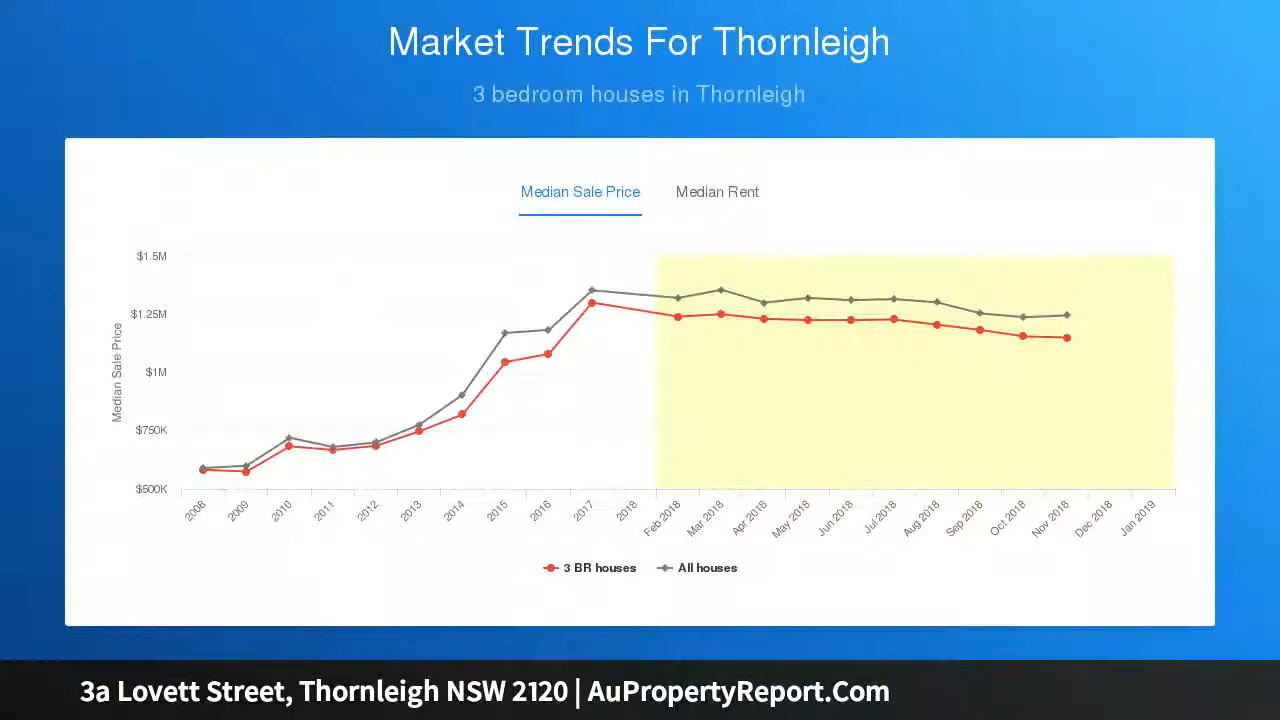 Market Trends For Thornleigh
3 bedroom houses in Thornleigh
Median Sale Price Median Rent
Median Sale Price
$1.5M
$1.25M
$1M
$750K
$500K
2008 2009 2010 2011 2012 2013 2014 2015 2016 2017 2018 Feb 2018 Mar 2018 Apr 2018 May 2018 Jun 2018 Jul 2018 Aug 2018 Sep 2018 Oct 2018 Nov 2018 Dec 2018 Jan 2019
3 BR houses All houses
3a Lovett Street, Thornleigh NSW 2120 | AuPropertyReport.Com